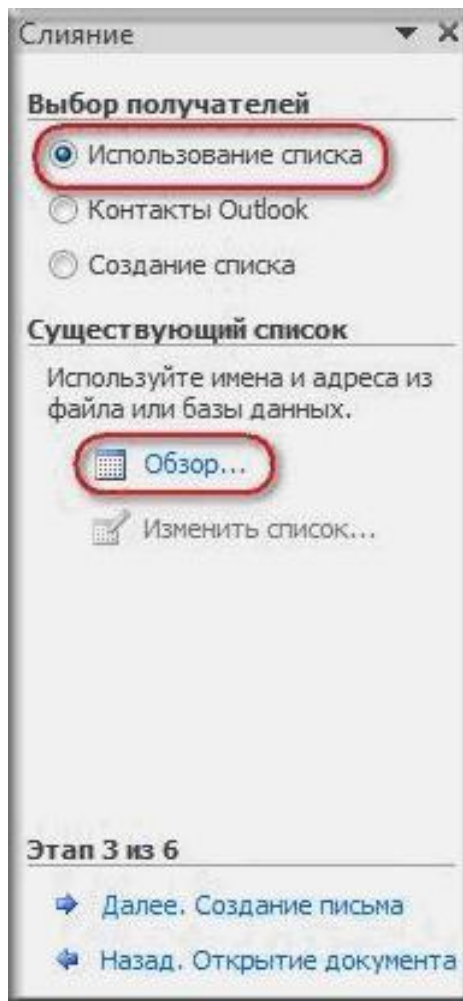 Слияние
Выбор получателей
Использование списка
Контакты Outlook
Создание списка
Существующий список
Используйте имена и адреса из
файла или базы данных.
Обзор...
Изменить список...
Этап 3 из 6
Далее. Создание письма
Назад. Открытие документа